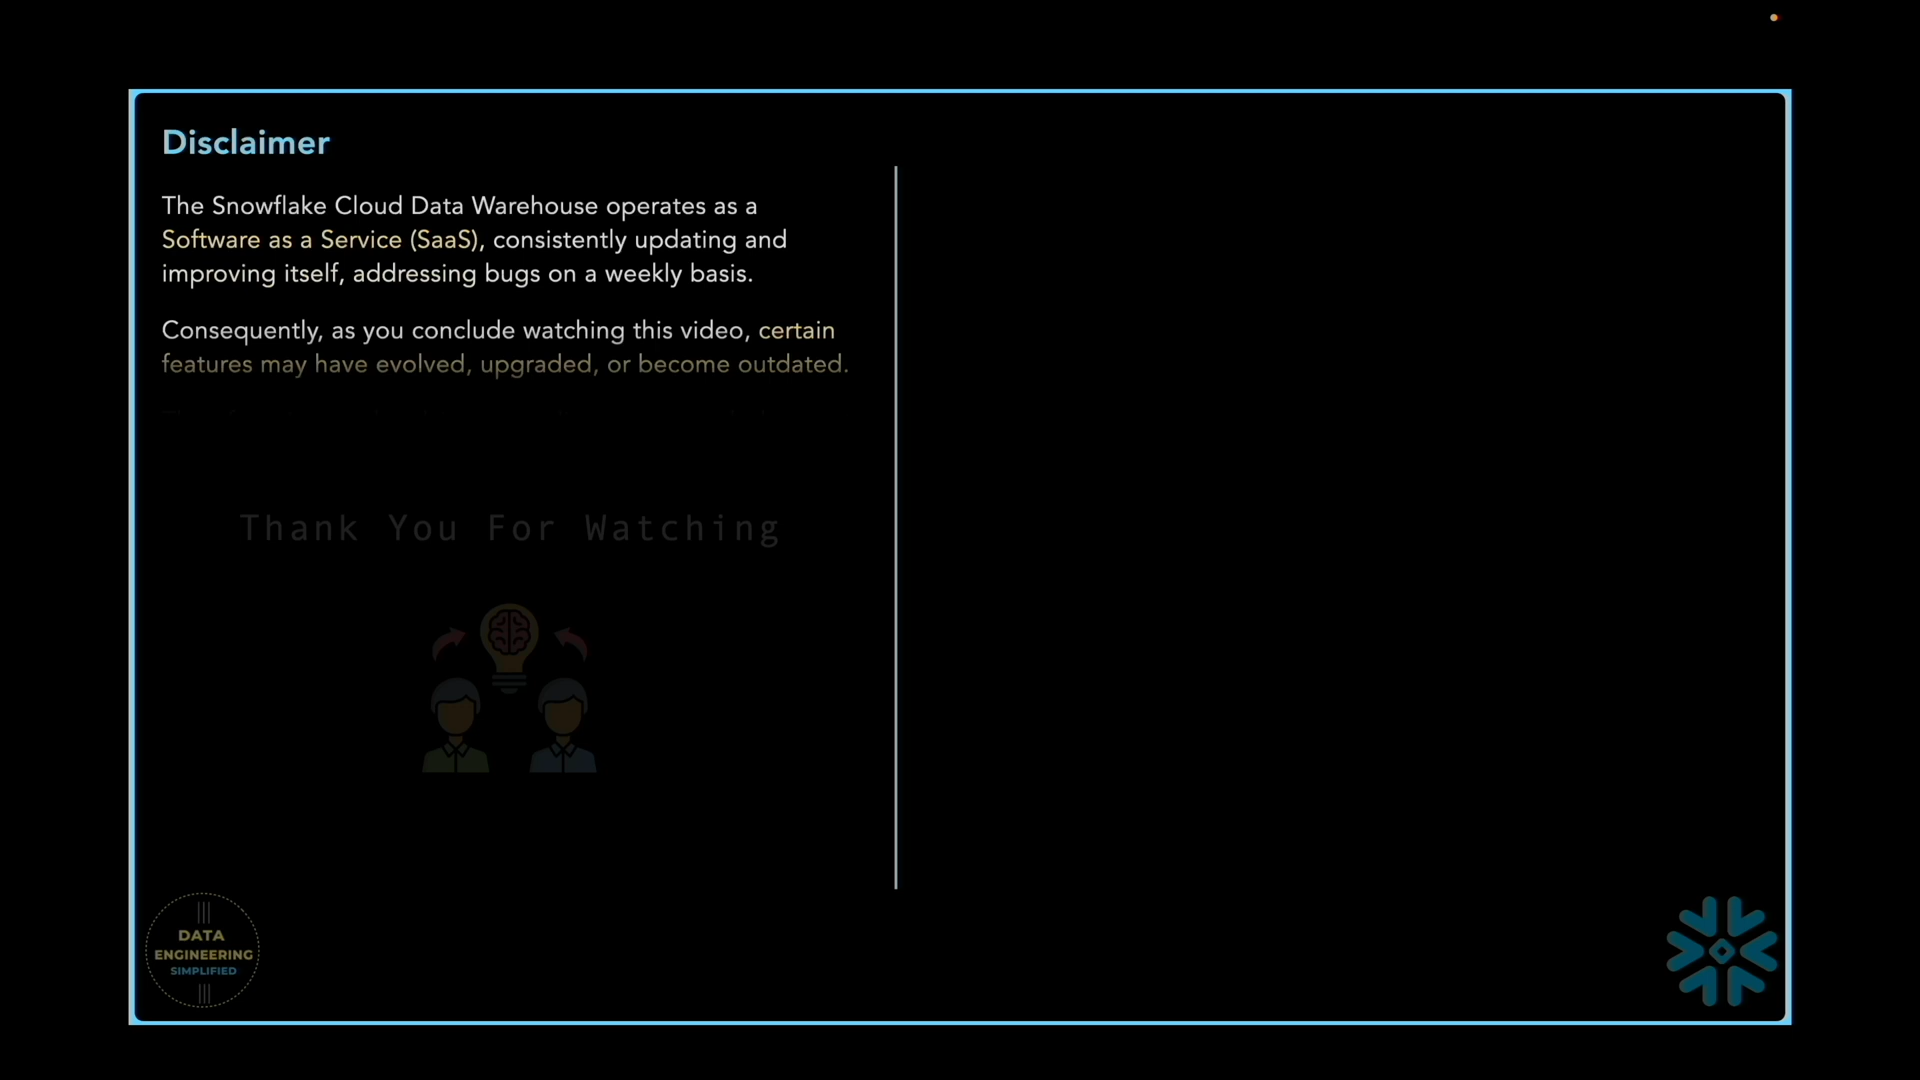 Disclaimer
The Snowflake Cloud Data Warehouse operates as a
Software as a Service (SaaS), consistently updating and
improving itself, addressing bugs on a weekly basis.
Consequently, as you conclude watching this video, certain
features may have evolved, upgraded, or become outdated.
Thank You For Watching
DATA
ENGINEERING
SIMPLIFIED